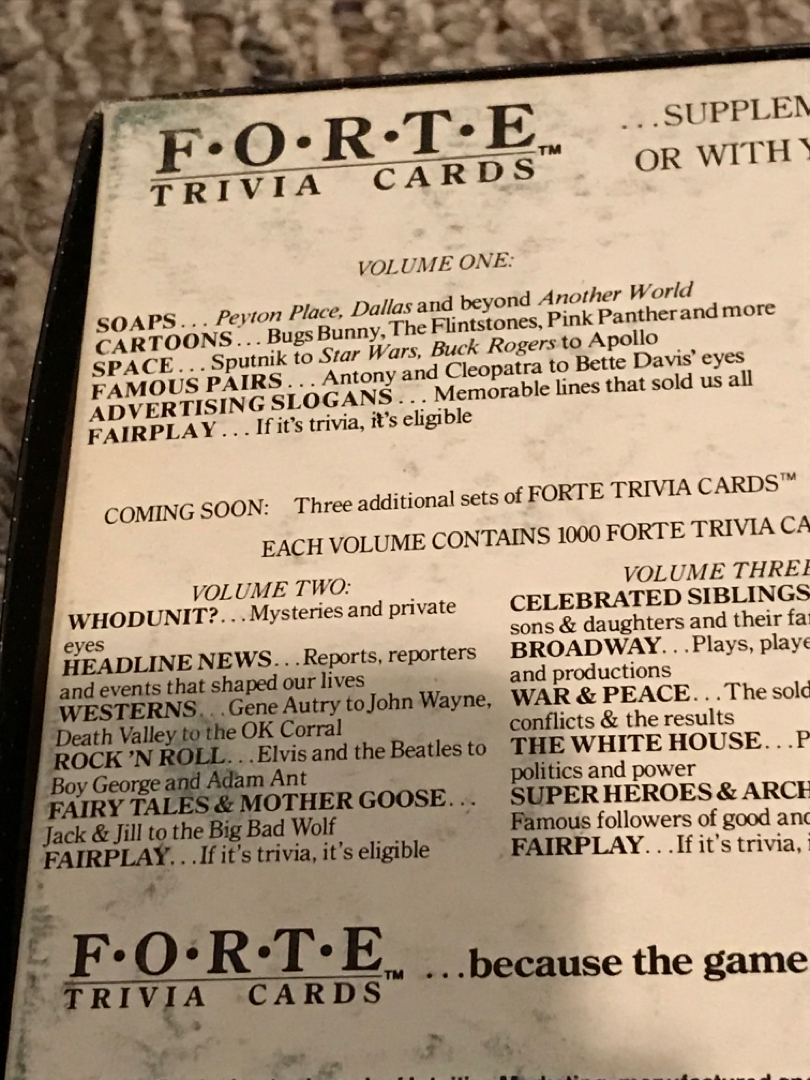 F•O•R•T•E™
TRIVIA CARDS
...SUPPLEM
OR WITH Y
VOLUME ONE:
SOAPS... Peyton Place, Dallas and beyond Another World
CARTOONS... Bugs Bunny, The Flintstones, Pink Panther and more
SPACE... Sputnik to Star Wars, Buck Rogers to Apollo
FAMOUS PAIRS... Antony and Cleopatra to Bette Davis' eyes
ADVERTISING SLOGANS... Memorable lines that sold us all
FAIRPLAY... If it's trivia, it's eligible
COMING SOON: Three additional sets of FORTE TRIVIA CARDS™
EACH VOLUME CONTAINS 1000 FORTE TRIVIA CA
VOLUME TWO:
WHODUNIT?...Mysteries and private
eyes
HEADLINE NEWS...Reports, reporters
and events that shaped our lives
WESTERNS...Gene Autry to John Wayne,
Death Valley to the OK Corral
ROCK 'N ROLL...Elvis and the Beatles to
Boy George and Adam Ant
FAIRY TALES & MOTHER GOOSE...
Jack & Jill to the Big Bad Wolf
FAIRPLAY...If it's trivia, it's eligible
VOLUME THREE
CELEBRATED SIBLINGS
sons & daughters and their fa
BROADWAY...Plays, playe
and productions
WAR & PEACE...The sold
conflicts & the results
THE WHITE HOUSE...P
politics and power
SUPER HEROES & ARCH
Famous followers of good and
FAIRPLAY...If it's trivia, i
F•O•R•T•E™
TRIVIA CARDS
...because the game